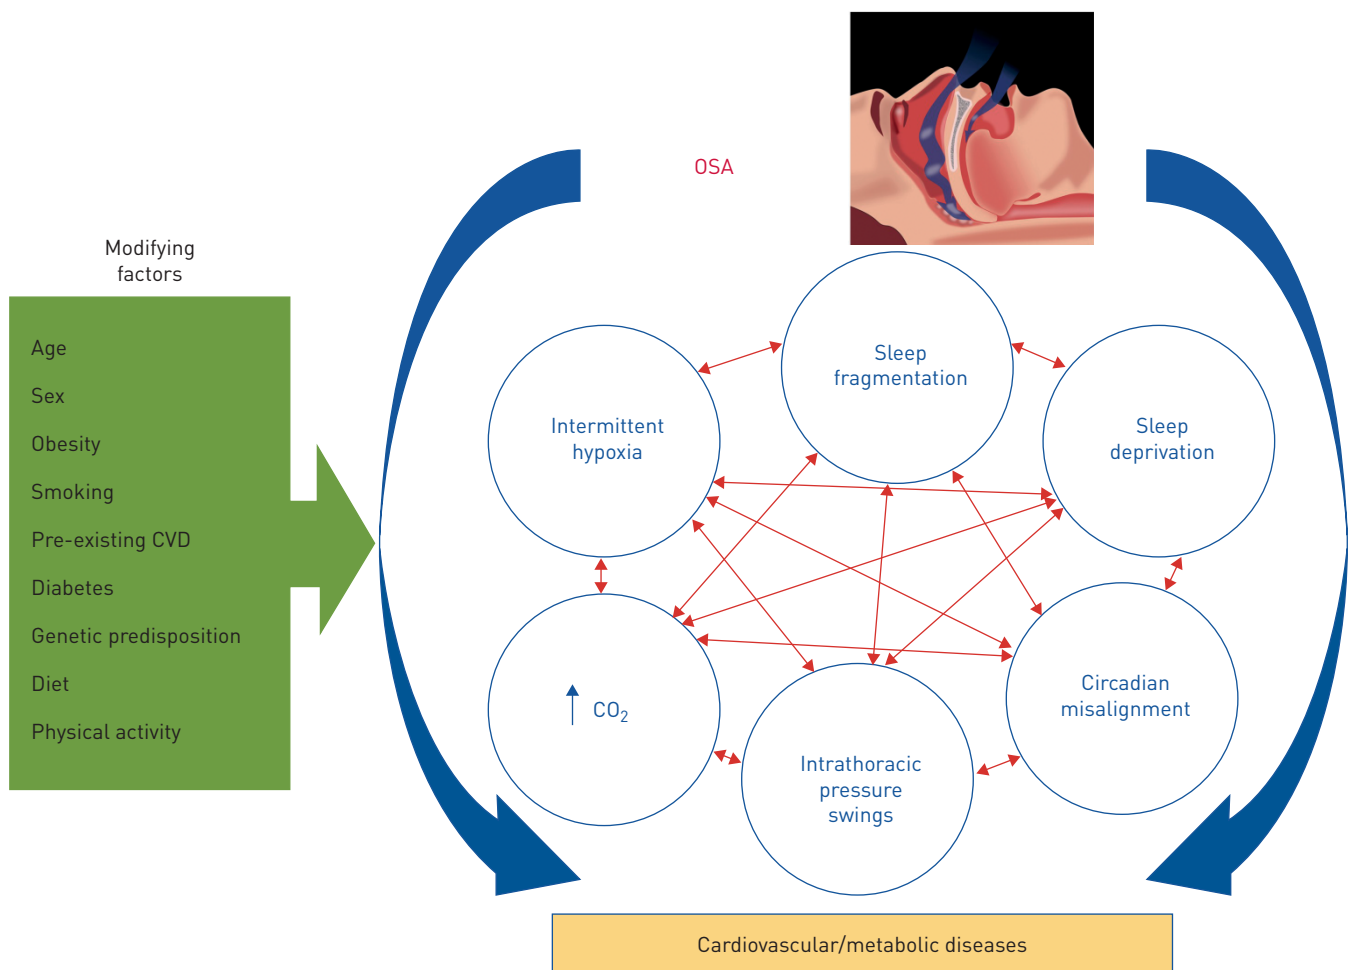 OSA
Modifying
factors
Age
Sex
Obesity
Smoking
Pre-existing CVD
Diabetes
Genetic predisposition
Diet
Physical activity
Sleep
fragmentation
Intermittent
hypoxia
Sleep
deprivation
↑ CO₂
Circadian
misalignment
Intrathoracic
pressure
swings
Cardiovascular/metabolic diseases